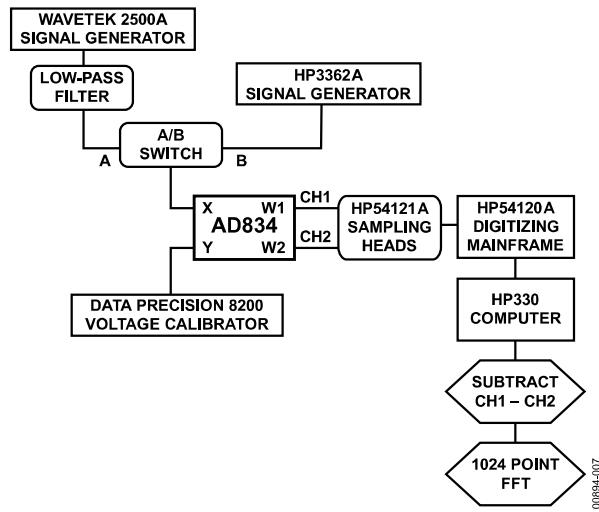 WAVETEK 2500A
SIGNAL GENERATOR
LOW-PASS
FILTER
HP3362A
SIGNAL GENERATOR
A
A/B
SWITCH
B
X
W1
AD834
Y
W2
CH1
CH2
HP54121A
SAMPLING
HEADS
HP54120A
DIGITIZING
MAINFRAME
DATA PRECISION 8200
VOLTAGE CALIBRATOR
HP330
COMPUTER
SUBTRACT
CH1 – CH2
1024 POINT
FFT
00894-007